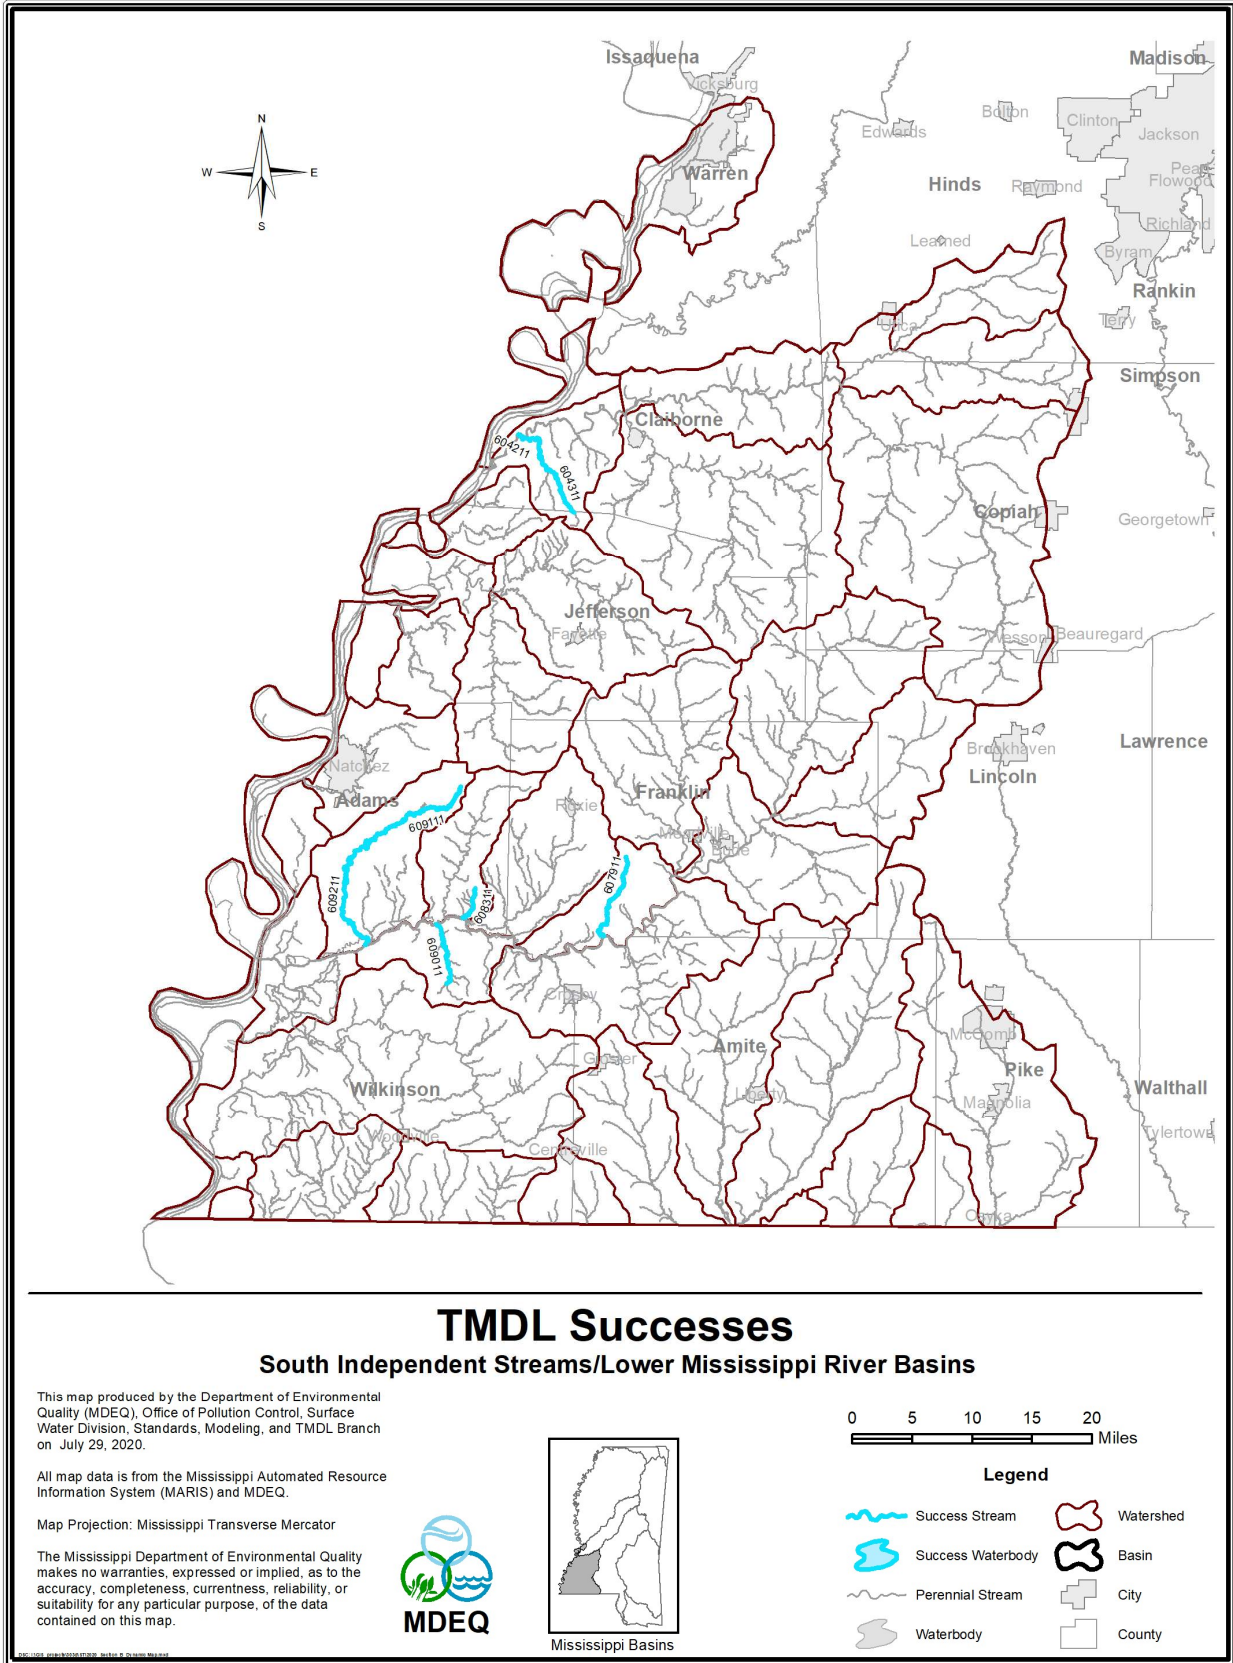 Issaquena
Madison
Vicksburg
Bolton
Clinton
Edwards
Jackson
N
W
E
S
Warren
Hinds
Raymond
Flowood
Richland
Learned
Byram
Rankin
Utica
Terry
Simpson
Claiborne
604211
604311
Copiah
Georgetown
Jefferson
Fayette
Wesson
Beauregard
Natchez
Adams
Brookhaven
Lawrence
Lincoln
Franklin
Roxie
Meadville
Bude
609111
607911
609211
608311
609011
Crosby
McComb
Amite
Gloster
Pike
Wilkinson
Liberty
Magnolia
Walthall
Woodville
Centreville
Tylertown
Osyka
TMDL Successes
South Independent Streams/Lower Mississippi River Basins
This map produced by the Department of Environmental
Quality (MDEQ), Office of Pollution Control, Surface
Water Division, Standards, Modeling, and TMDL Branch
on July 29, 2020.
All map data is from the Mississippi Automated Resource
Information System (MARIS) and MDEQ.
Map Projection: Mississippi Transverse Mercator
The Mississippi Department of Environmental Quality
makes no warranties, expressed or implied, as to the
accuracy, completeness, currentness, reliability, or
suitability for any particular purpose, of the data
contained on this map.
MDEQ
Mississippi Basins
0 5 10 15 20
Miles
Legend
Success Stream
Watershed
Success Waterbody
Basin
Perennial Stream
City
Waterbody
County